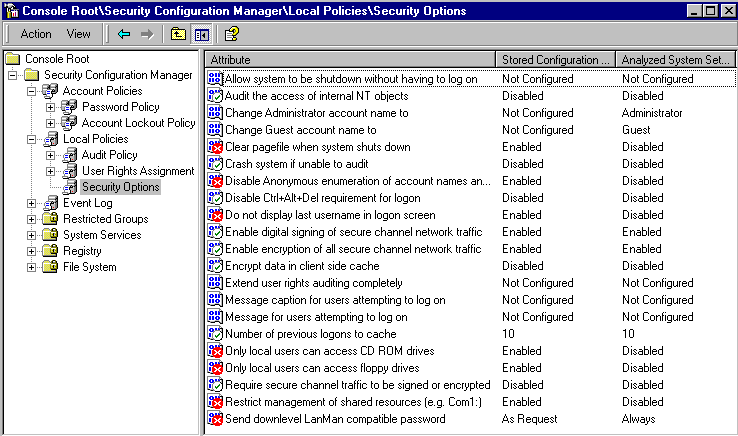 Console Root\Security Configuration Manager\Local Policies\Security Options
Action View
Console Root
Security Configuration Manager
Account Policies
Password Policy
Account Lockout Policy
Local Policies
Audit Policy
User Rights Assignment
Security Options
Event Log
Restricted Groups
System Services
Registry
File System
Attribute Stored Configuration ... Analyzed System Set...
Allow system to be shutdown without having to log on Not Configured Not Configured
Audit the access of internal NT objects Disabled Disabled
Change Administrator account name to Not Configured Administrator
Change Guest account name to Not Configured Guest
Clear pagefile when system shuts down Enabled Disabled
Crash system if unable to audit Disabled Disabled
Disable Anonymous enumeration of account names an... Enabled Disabled
Disable Ctrl+Alt+Del requirement for logon Disabled Disabled
Do not display last username in logon screen Enabled Disabled
Enable digital signing of secure channel network traffic Enabled Enabled
Enable encryption of all secure channel network traffic Enabled Enabled
Encrypt data in client side cache Disabled Disabled
Extend user rights auditing completely Not Configured Not Configured
Message caption for users attempting to log on Not Configured Not Configured
Message for users attempting to log on Not Configured Not Configured
Number of previous logons to cache 10 10
Only local users can access CD ROM drives Enabled Disabled
Only local users can access floppy drives Enabled Disabled
Require secure channel traffic to be signed or encrypted Disabled Disabled
Restrict management of shared resources (e.g. Com1:) Enabled Disabled
Send downlevel LanMan compatible password As Request Always